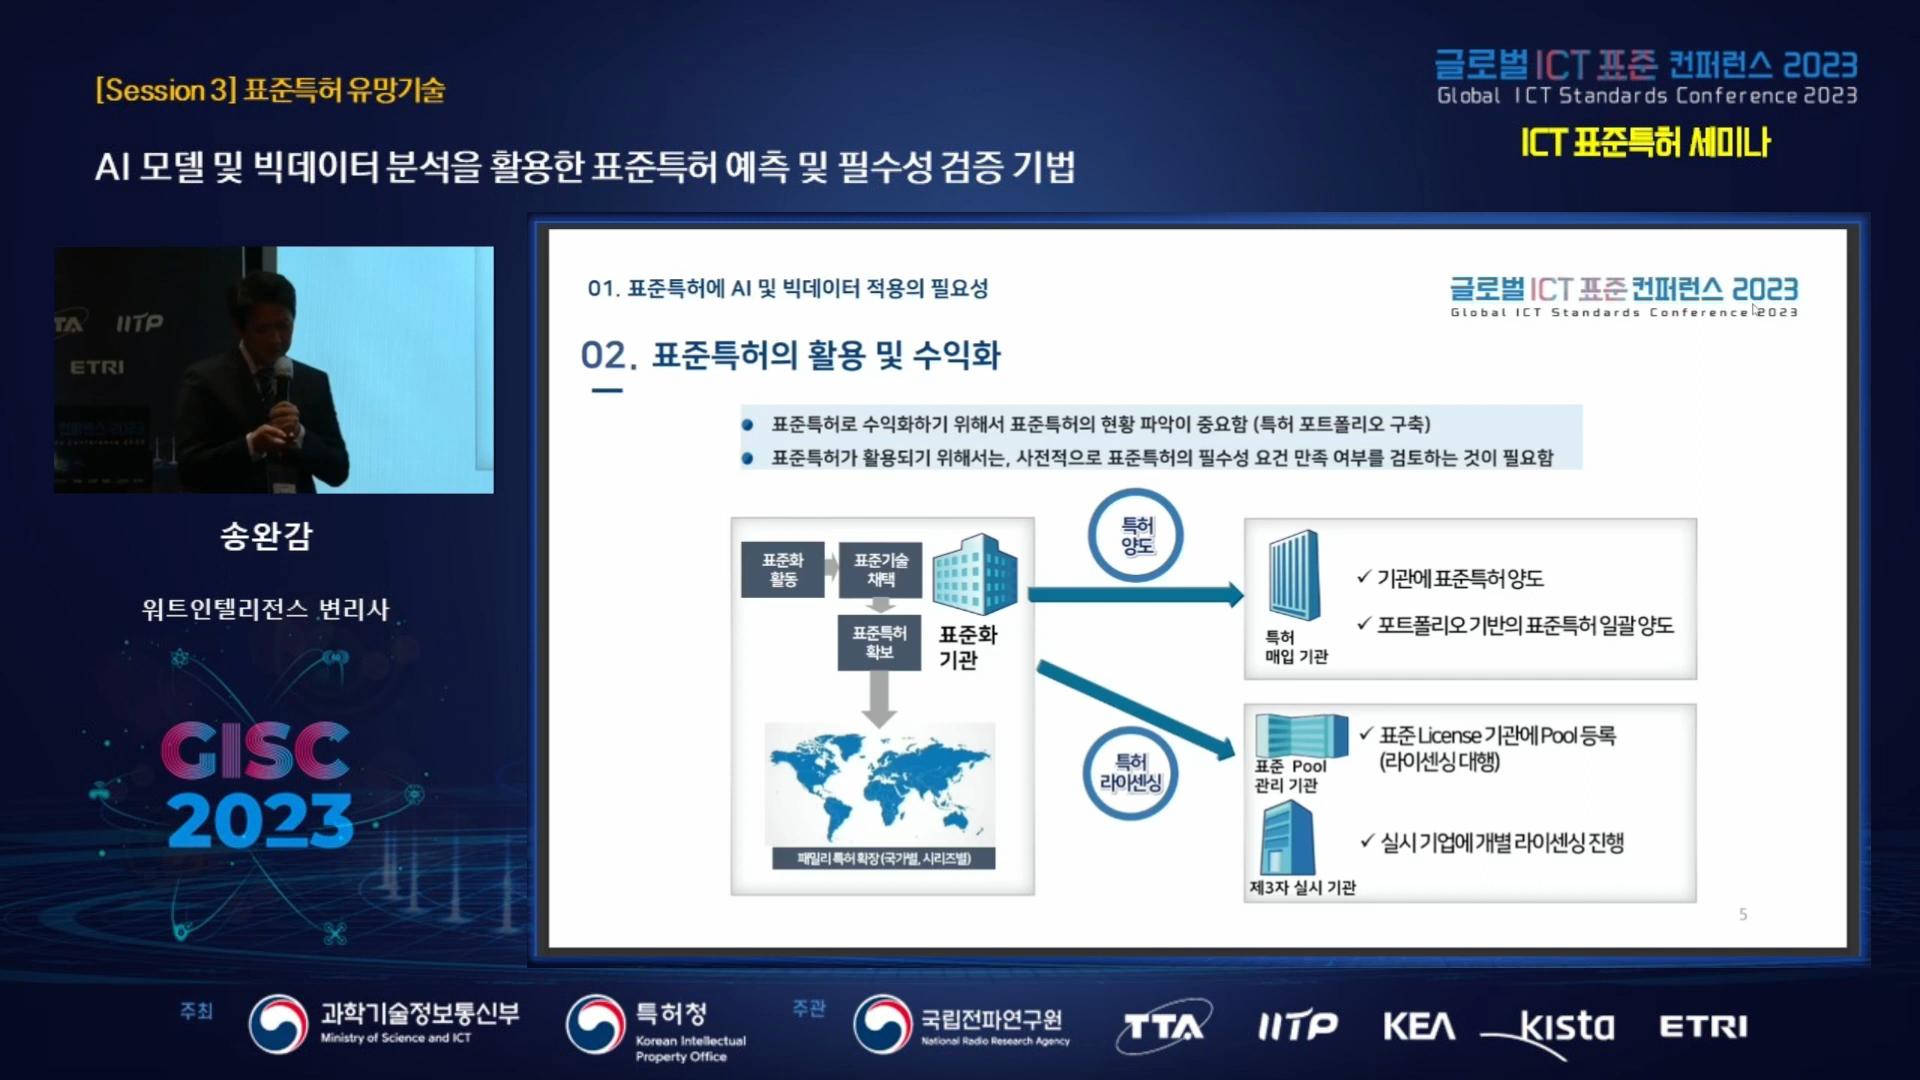 [Session 3] 표준특허 유망기술
AI 모델 및 빅데이터 분석을 활용한 표준특허 예측 및 필수성 검증 기법
글로벌 ICT 표준 컨퍼런스 2023
Global ICT Standards Conference 2023
ICT 표준특허 세미나
TTA IITP
ETRI
송완감
워트인텔리전스 변리사
GISC
2023
01. 표준특허에 AI 및 빅데이터 적용의 필요성
글로벌 ICT 표준 컨퍼런스 2023
Global ICT Standards Conference 2023
02. 표준특허의 활용 및 수익화
표준특허로 수익화하기 위해서 표준특허의 현황 파악이 중요함 (특허 포트폴리오 구축)
표준특허가 활용되기 위해서는, 사전적으로 표준특허의 필수성 요건 만족 여부를 검토하는 것이 필요함
표준화
활동
표준기술
채택
표준특허
확보
표준화
기관
패밀리 특허 확장(국가별, 시리즈별)
특허
양도
특허
라이센싱
특허
매입 기관
✓ 기관에 표준특허 양도
✓ 포트폴리오 기반의 표준특허 일괄 양도
표준 Pool
관리 기관
✓ 표준 License 기관에 Pool 등록
(라이센싱 대행)
제3자 실시 기관
✓ 실시 기업에 개별 라이센싱 진행
5
주최
과학기술정보통신부
Ministry of Science and ICT
특허청
Korean Intellectual
Property Office
주관
국립전파연구원
National Radio Research Agency
TTA
IITP
KEA
kista
ETRI